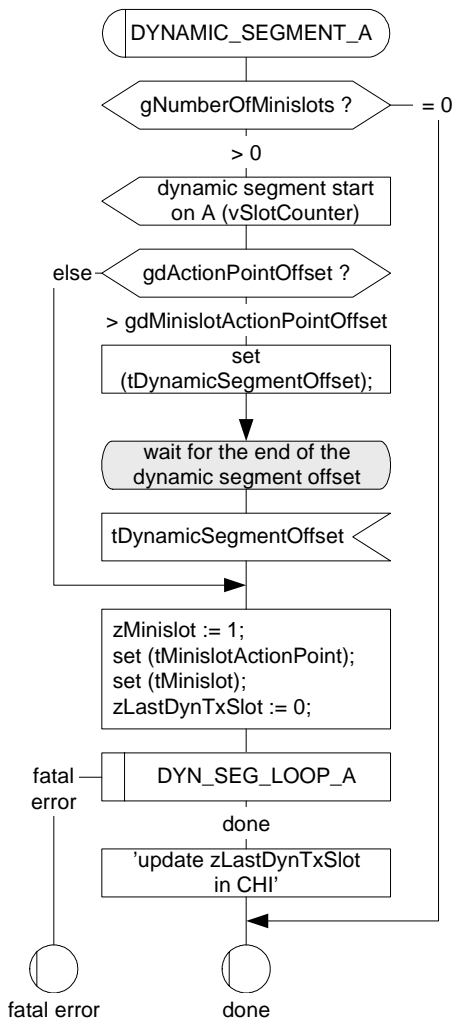 DYNAMIC_SEGMENT_A
gNumberOfMinislots ?
= 0
> 0
dynamic segment start
on A (vSlotCounter)
else
gdActionPointOffset ?
> gdMinislotActionPointOffset
set
(tDynamicSegmentOffset);
wait for the end of the
dynamic segment offset
tDynamicSegmentOffset
zMinislot := 1;
set (tMinislotActionPoint);
set (tMinislot);
zLastDynTxSlot := 0;
fatal
error
DYN_SEG_LOOP_A
done
'update zLastDynTxSlot
in CHI'
fatal error
done